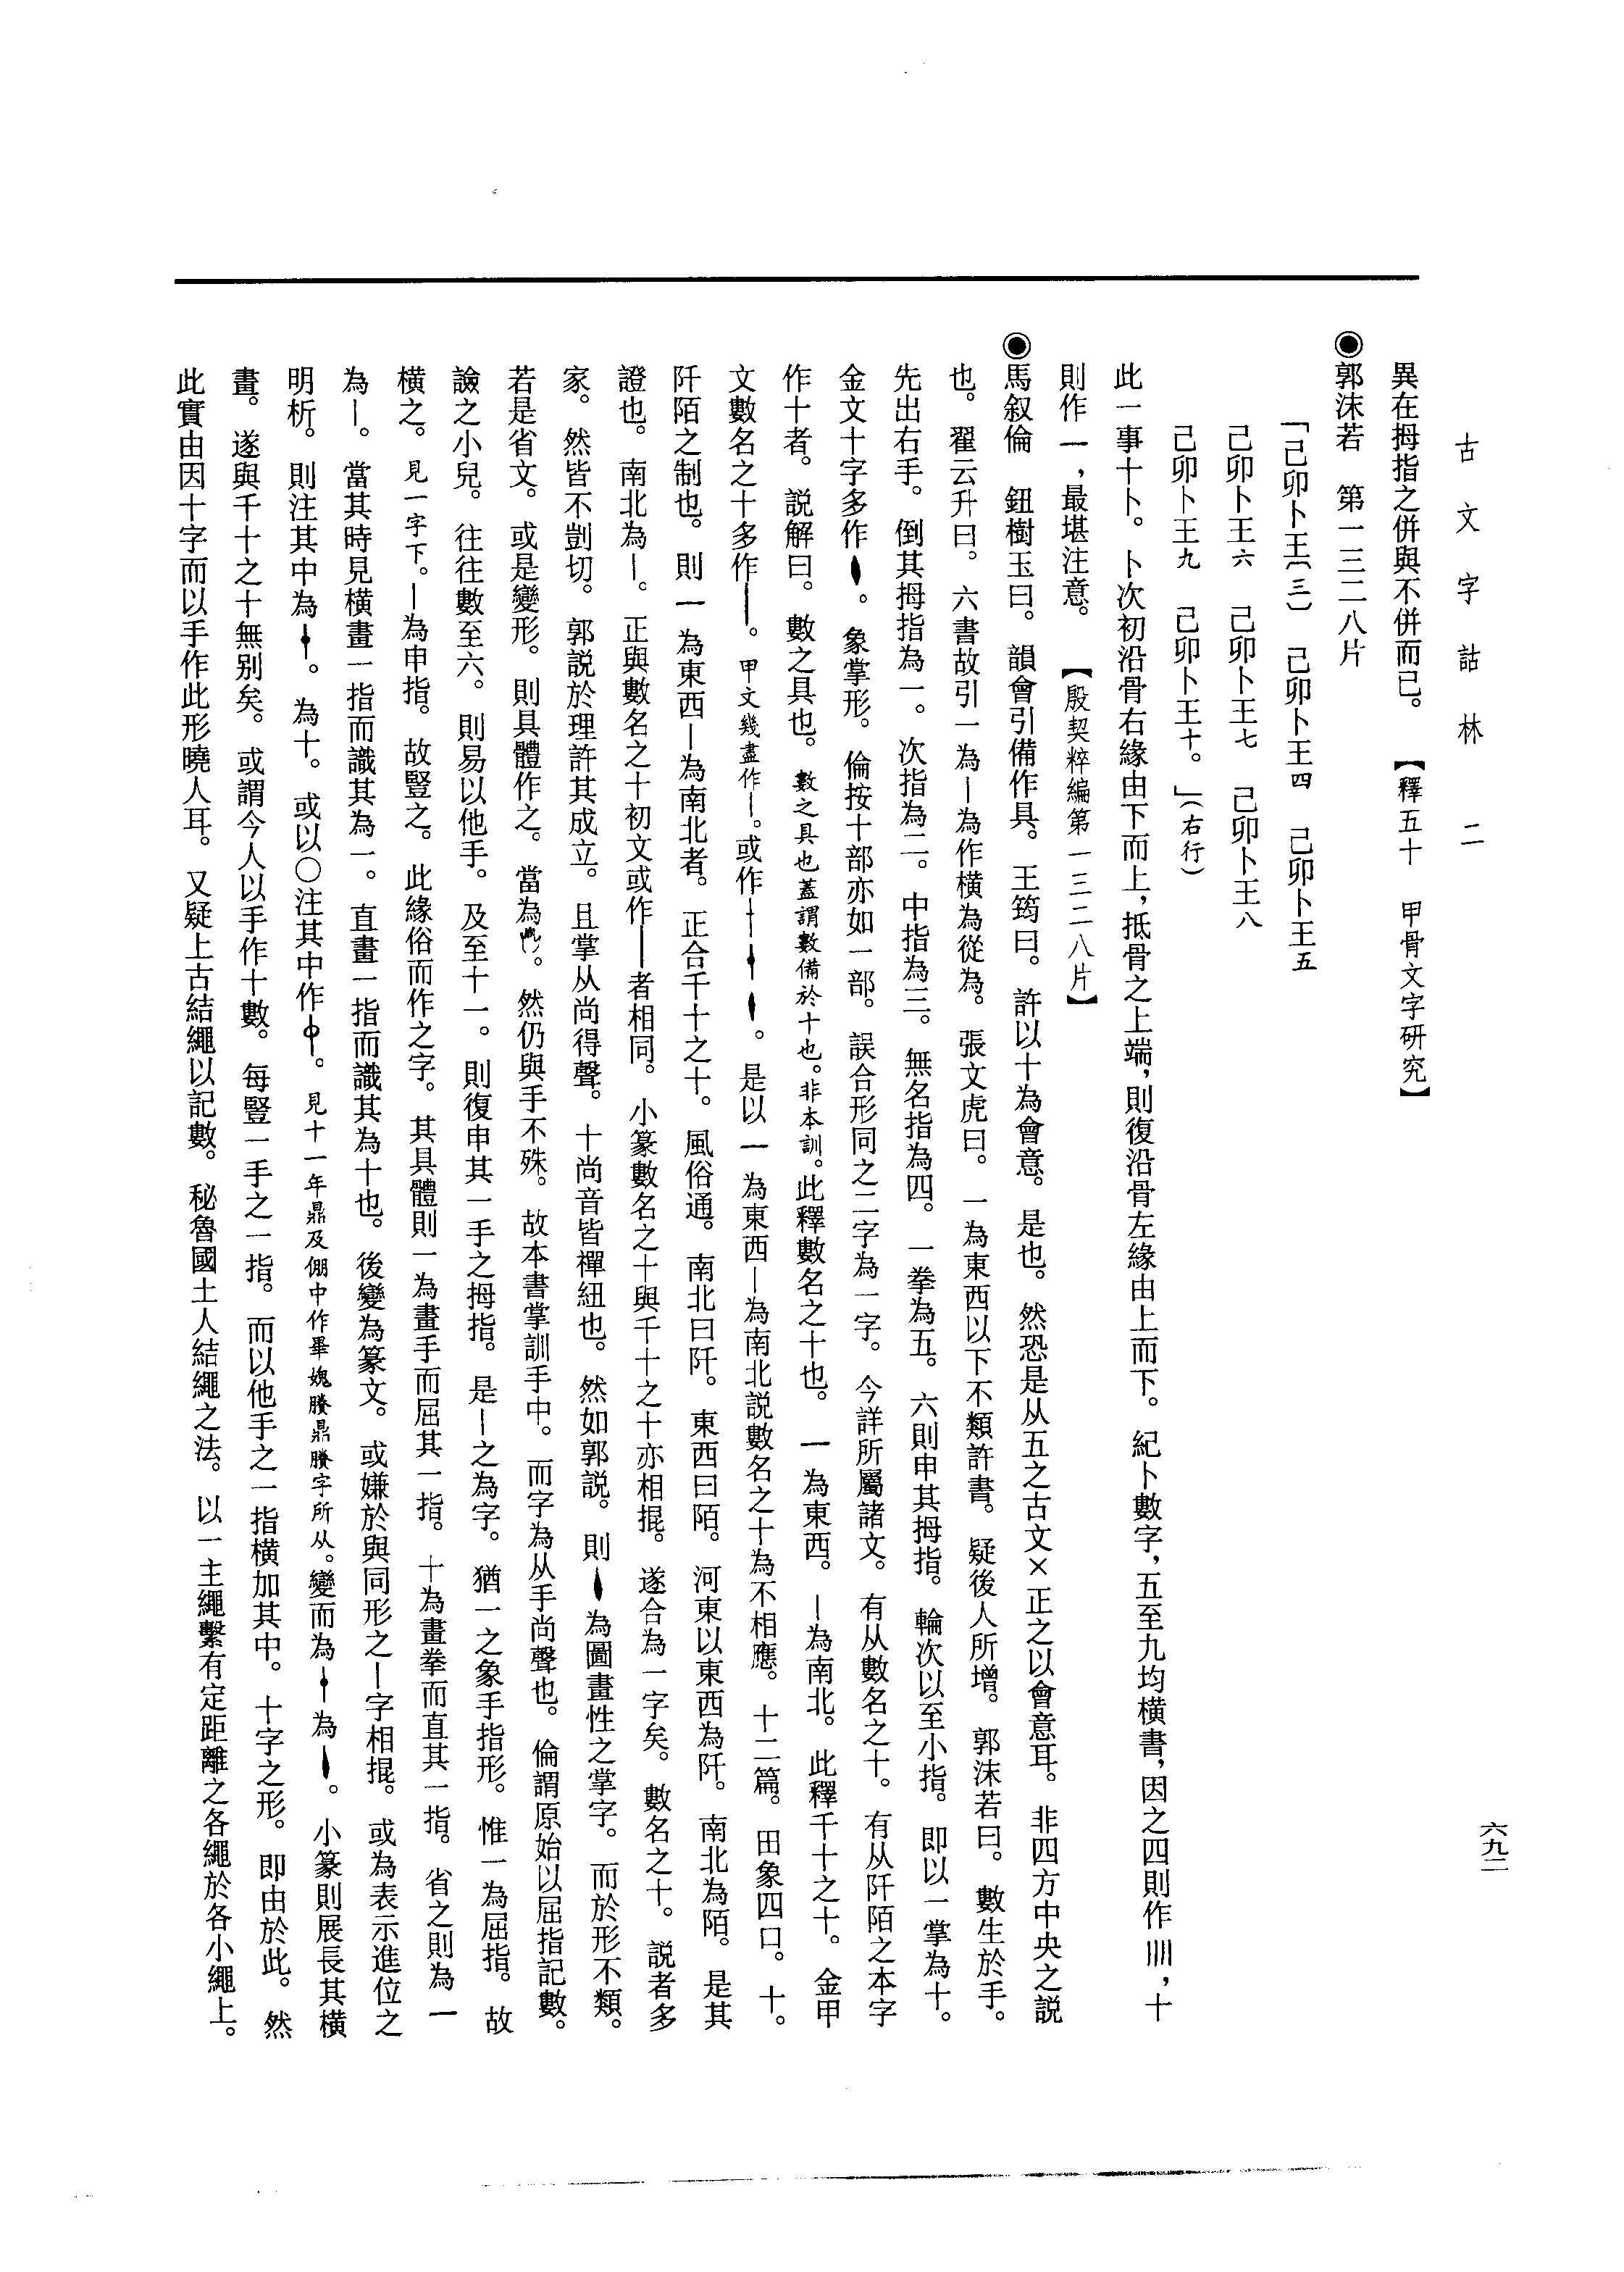 古文字詁林　二
六九二
異在拇指之併與不併而已。　【釋五十　甲骨文字研究】
◉郭沫若　第一三二八片
「己卯卜王〔三〕　己卯卜王四　己卯卜王五
己卯卜王六　己卯卜王七　己卯卜王八
己卯卜王九　己卯卜王十。」（右行）
此一事十卜。卜次初沿骨右緣由下而上，抵骨之上端，則復沿骨左緣由上而下。紀卜數字，五至九均橫書，因之四則作||||，十
則作一，最堪注意。　【殷契粹編第一三二八片】
◉馬叙倫　鈕樹玉曰。韻會引備作具。王筠曰。許以十為會意。是也。然恐是从五之古文×正之以會意耳。非四方中央之説
也。翟云升曰。六書故引一為丨為作橫為從為。張文虎曰。一為東西以下不類許書。疑後人所增。郭沫若曰。數生於手。
先出右手。倒其拇指為一。次指為二。中指為三。無名指為四。一拳為五。六則申其拇指。輪次以至小指。即以一掌為十。
金文十字多作。象掌形。倫按十部亦如一部。誤合形同之二字為一字。今詳所屬諸文。有从數名之十。有从阡陌之本字
作十者。説解曰。數之具也。數之具也蓋謂數備於十也。非本訓。此釋數名之十也。一為東西。丨為南北。此釋千十之十。金甲
文數名之十多作丨。甲文幾盡作丨。或作。是以一為東西丨為南北説數名之十為不相應。十二篇。田象四口。十。
阡陌之制也。則一為東西丨為南北者。正合千十之十。風俗通。南北曰阡。東西曰陌。河東以東西為阡。南北為陌。是其
證也。南北為丨。正與數名之十初文或作丨者相同。小篆數名之十與千十之十亦相掍。遂合為一字矣。數名之十。説者多
家。然皆不剴切。郭説於理許其成立。且掌从尚得聲。十尚音皆禪紐也。然如郭説。則為圖畫性之掌字。而於形不類。
若是省文。或是變形。則具體作之。當為。然仍與手不殊。故本書掌訓手中。而字為从手尚聲也。倫謂原始以屈指記數。
譣之小兒。往往數至六。則易以他手。及至十一。則復申其一手之拇指。是丨之為字。猶一之象手指形。惟一為屈指。故
橫之。見一字下。丨為申指。故豎之。此緣俗而作之字。其具體則一為畫手而屈其一指。十為畫拳而直其一指。省之則為一
為丨。當其時見橫畫一指而識其為一。直畫一指而識其為十也。後變為篆文。或嫌於與同形之丨字相掍。或為表示進位之
明析。則注其中為。為十。或以○注其中作。見十一年鼎及倗中作畢媿賸鼎賸字所从。變而為為。小篆則展長其橫
畫。遂與千十之十無別矣。或謂今人以手作十數。每豎一手之一指。而以他手之一指橫加其中。十字之形。即由於此。然
此實由因十字而以手作此形曉人耳。又疑上古結繩以記數。秘魯國土人結繩之法。以一主繩繫有定距離之各繩於各小繩上。